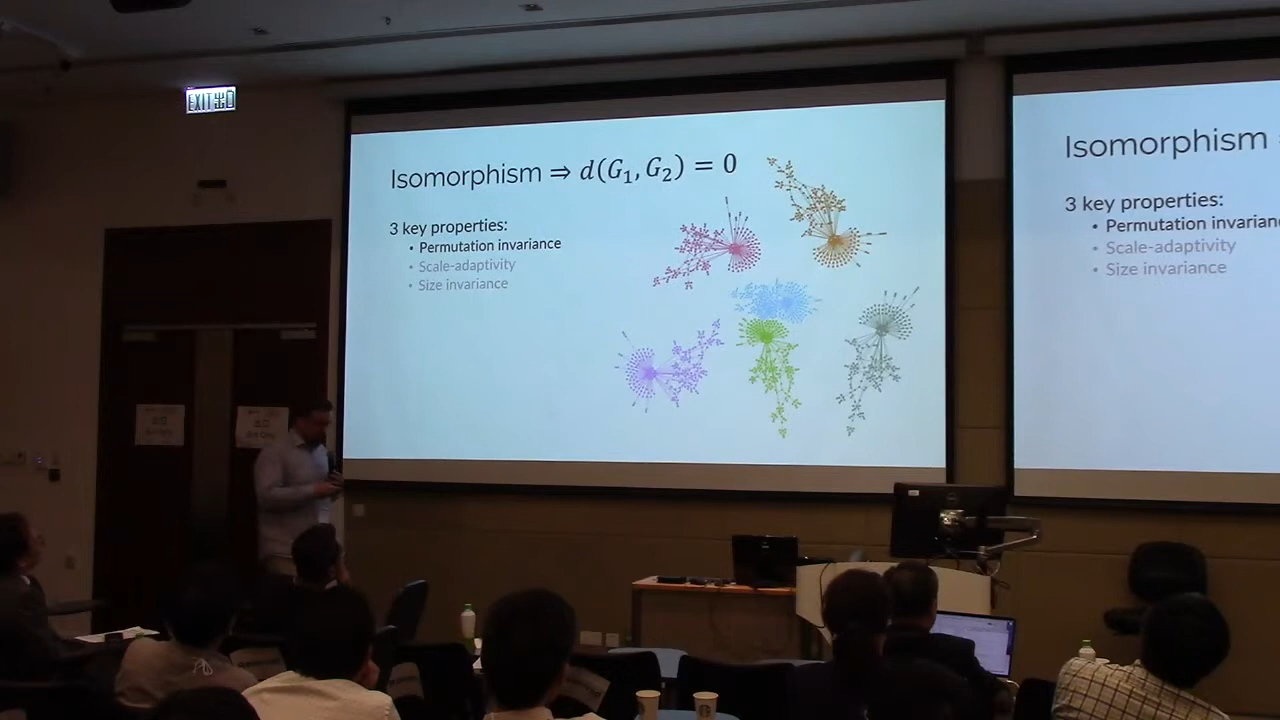 EXIT 出口
Isomorphism ⇒ d(G₁, G₂) = 0
3 key properties:
• Permutation invariance
• Scale-adaptivity
• Size invariance
Isomorphism
3 key properties:
• Permutation
• Scale-adaptivity
• Size invariance